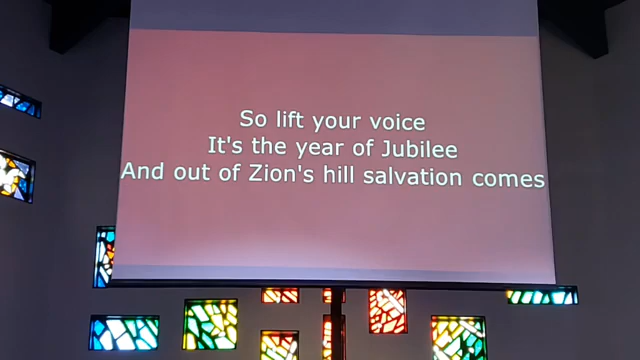 So lift your voice
It's the year of Jubilee
And out of Zion's hill salvation comes